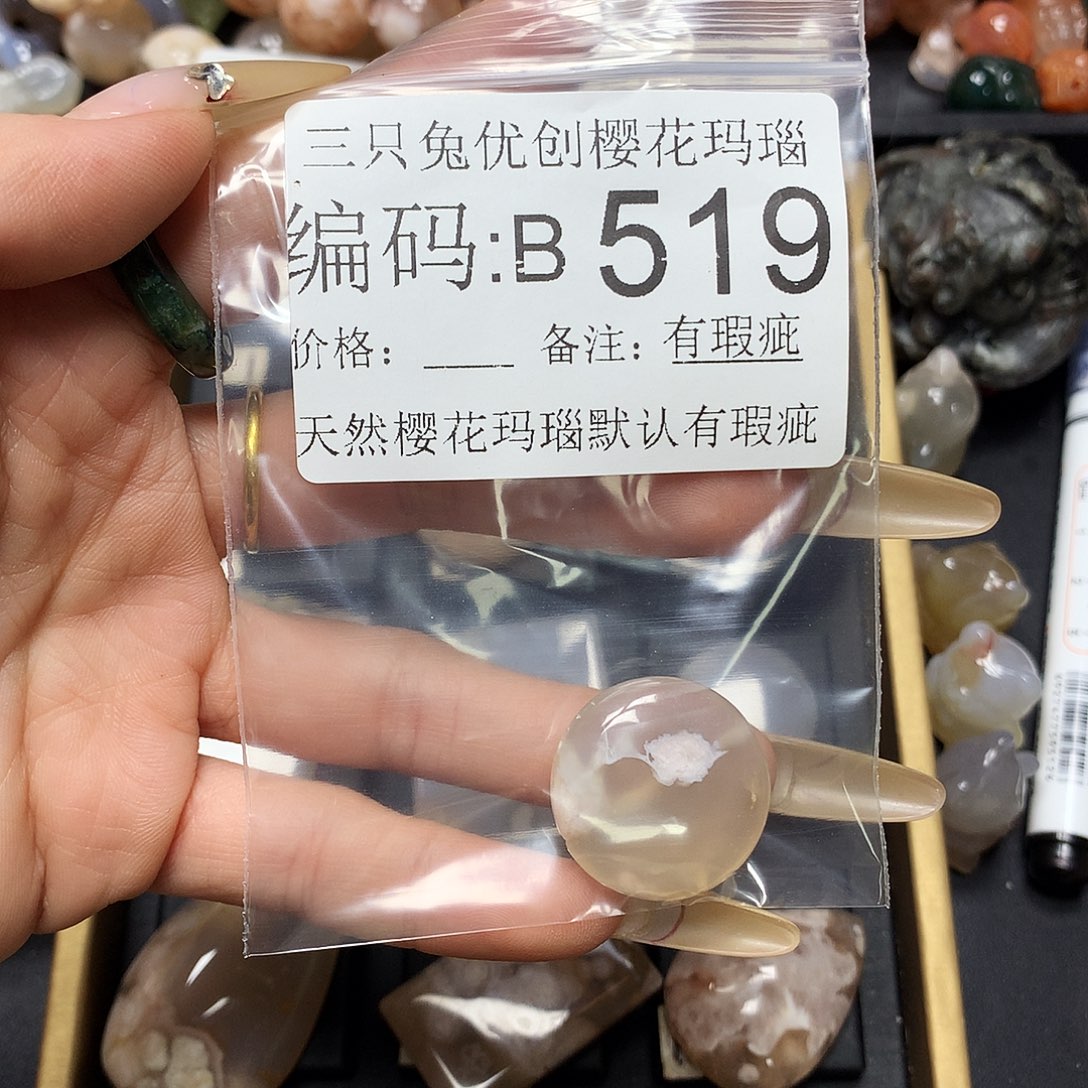 三只兔优创樱花玛瑙
编码:B 519
价格：____ 备注：有瑕疵
天然樱花玛瑙默认有瑕疵